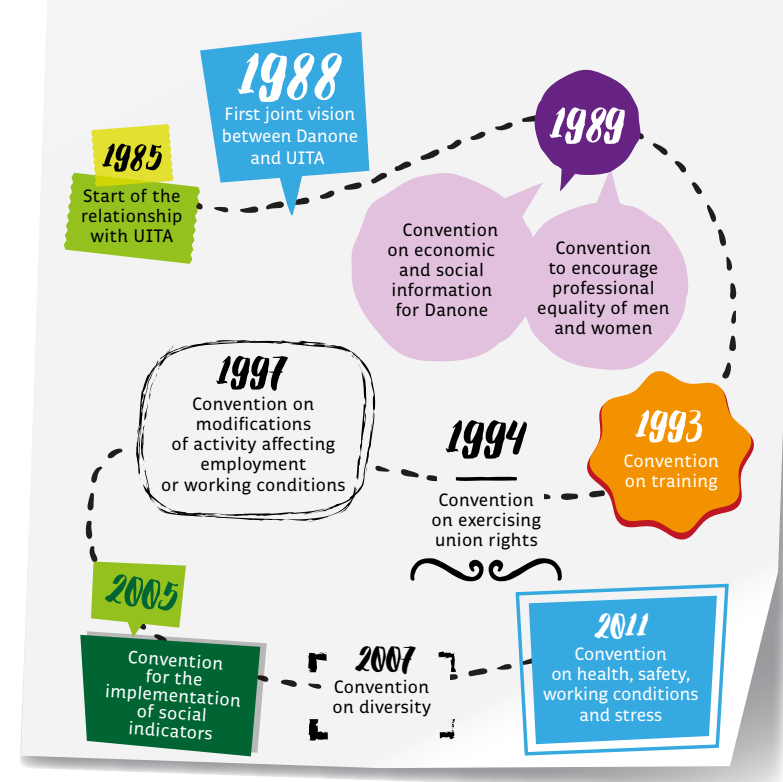 1985
Start of the
relationship
with UITA
1988
First joint vision
between Danone
and UITA
1989
Convention
on economic
and social
information
for Danone
Convention
to encourage
professional
equality of men
and women
1993
Convention
on training
1994
Convention
on exercising
union rights
1997
Convention on
modifications
of activity affecting
employment
or working conditions
2005
Convention
for the
implementation
of social
indicators
2007
Convention
on diversity
2011
Convention
on health, safety,
working conditions
and stress